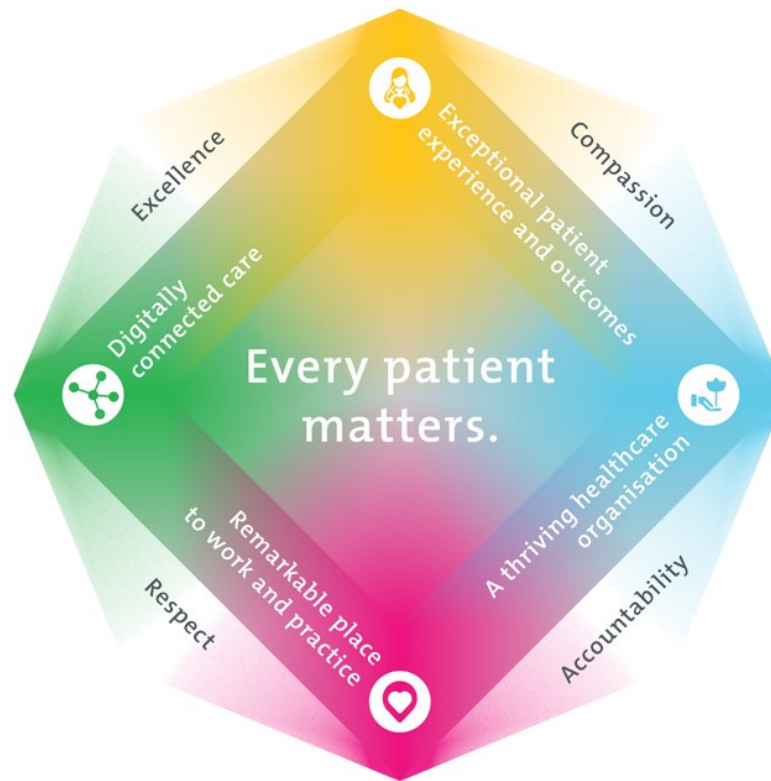 Excellence
Compassion
Exceptional patient
experience and outcomes
Digitally
connected care
Every patient
matters.
A thriving healthcare
organisation
Remarkable place
to work and practice
Respect
Accountability